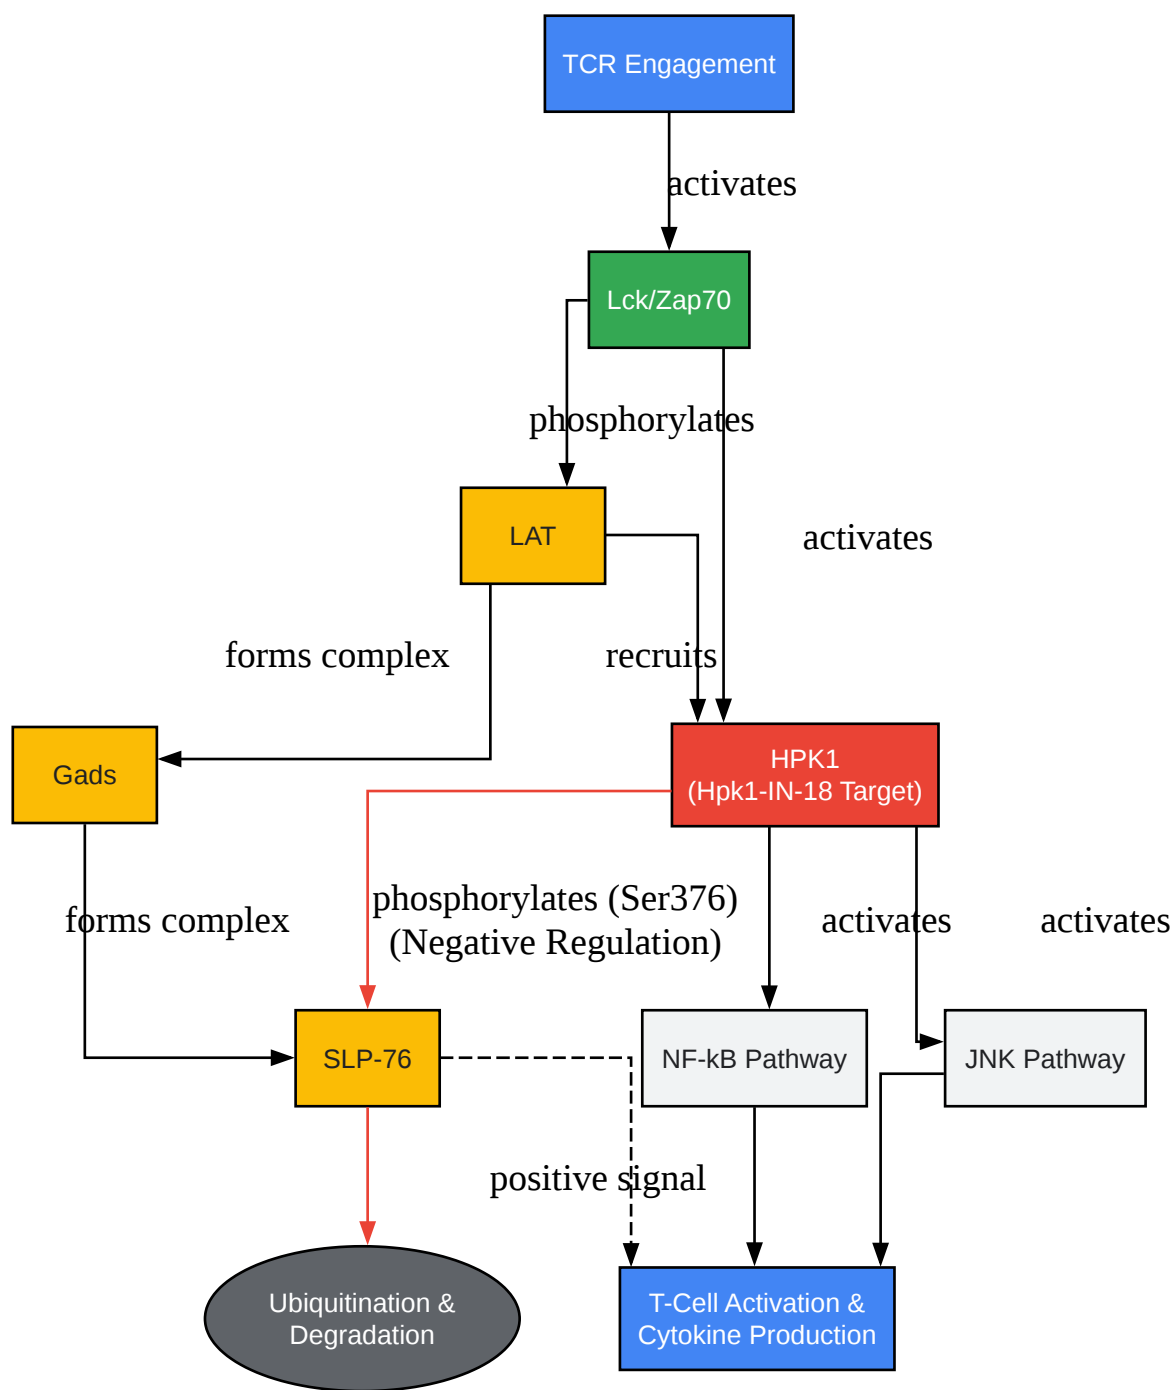 TCR Engagement
activates
Lck/Zap70
phosphorylates
LAT
activates
forms complex
recruits
Gads
HPK1
(Hpk1-IN-18 Target)
forms complex
phosphorylates (Ser376)
(Negative Regulation)
activates
activates
SLP-76
NF-kB Pathway
JNK Pathway
positive signal
Ubiquitination &
Degradation
T-Cell Activation &
Cytokine Production